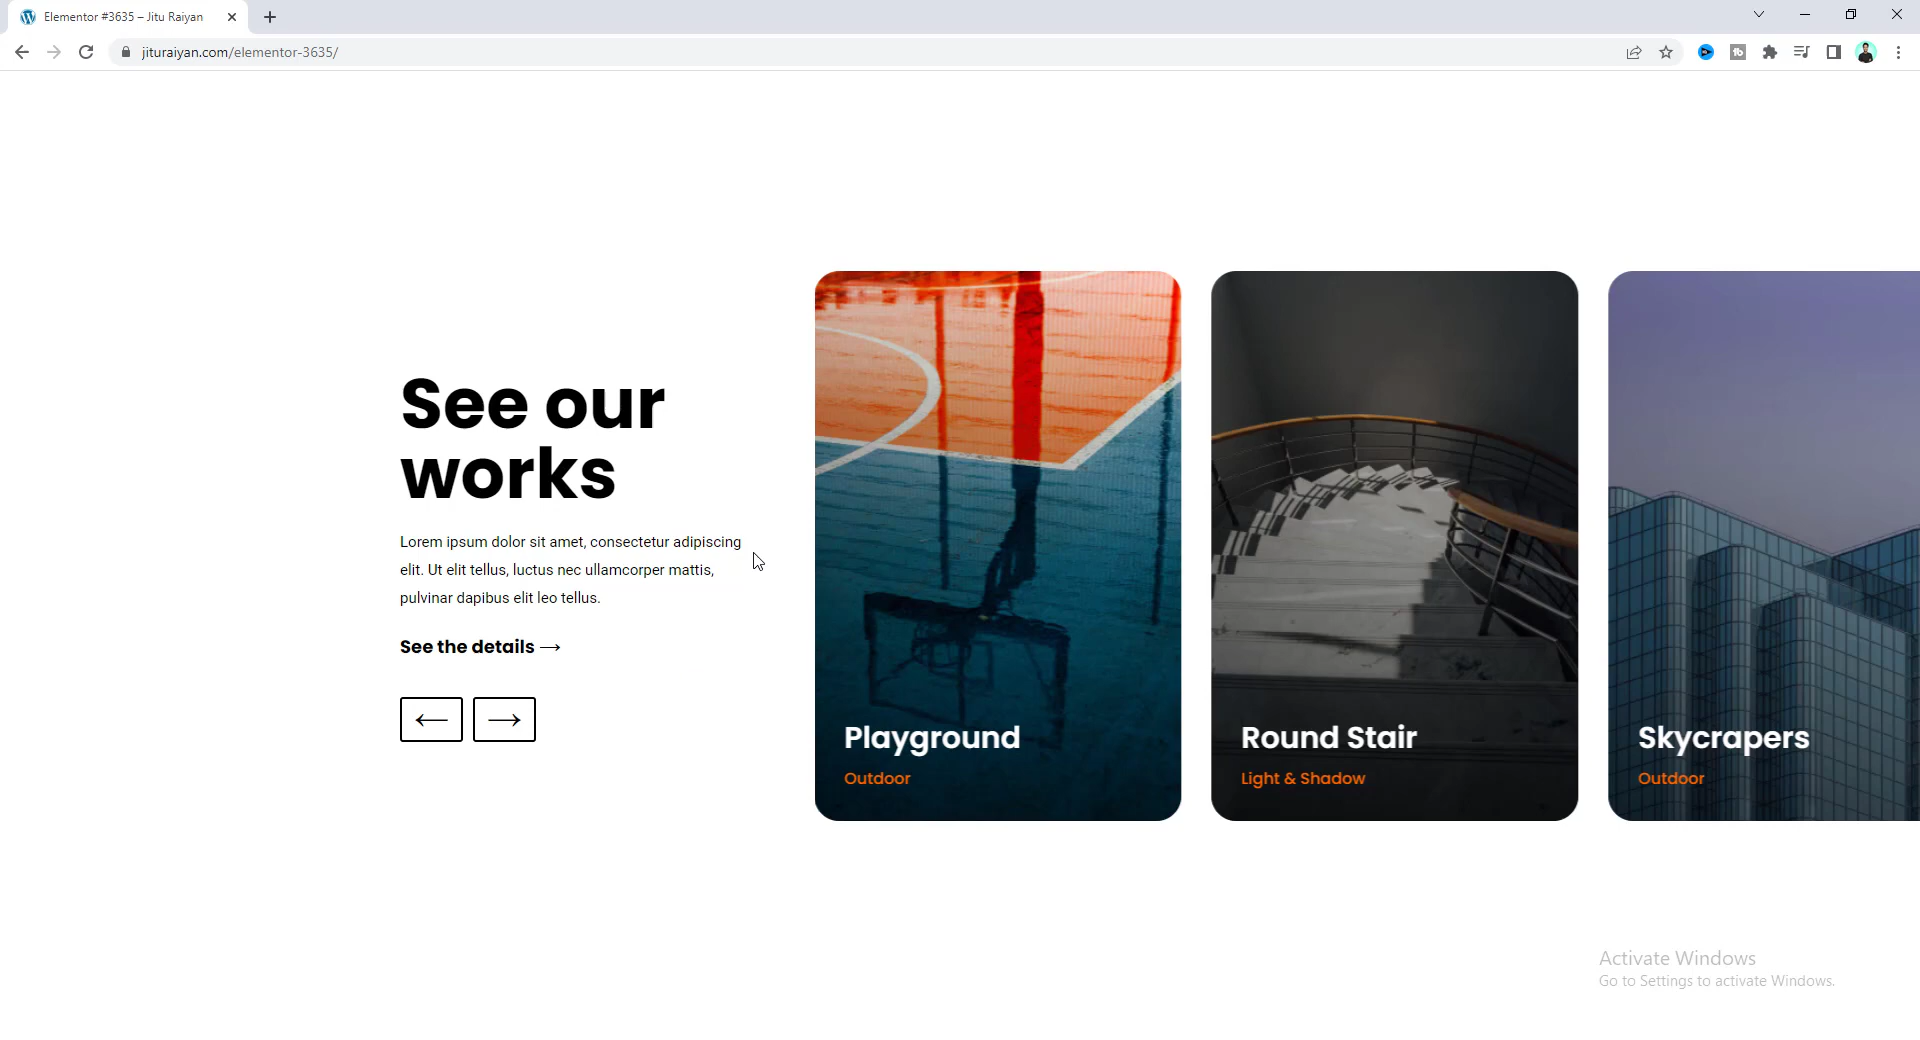 Elementor #3635 – Jitu Raiyan
jituraiyan.com/elementor-3635/
See our
works
Lorem ipsum dolor sit amet, consectetur adipiscing
elit. Ut elit tellus, luctus nec ullamcorper mattis,
pulvinar dapibus elit leo tellus.
See the details →
Playground
Outdoor
Round Stair
Light & Shadow
Skycrapers
Outdoor
Activate Windows
Go to Settings to activate Windows.